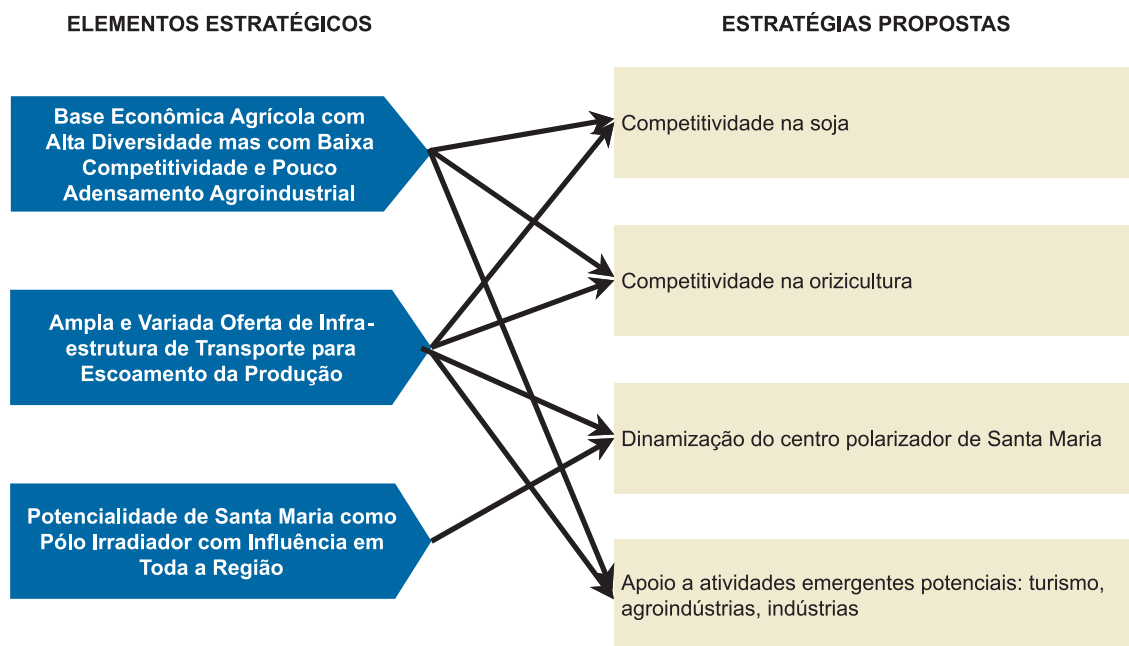 ELEMENTOS ESTRATÉGICOS
Base Econômica Agrícola com
Alta Diversidade mas com Baixa
Competitividade e Pouco
Adensamento Agroindustrial
Ampla e Variada Oferta de Infra-
estrutura de Transporte para
Escoamento da Produção
Potencialidade de Santa Maria como
Pólo Irradiador com Influência em
Toda a Região
ESTRATÉGIAS PROPOSTAS
Competitividade na soja
Competitividade na orizicultura
Dinamização do centro polarizador de Santa Maria
Apoio a atividades emergentes potenciais: turismo,
agroindústrias, indústrias